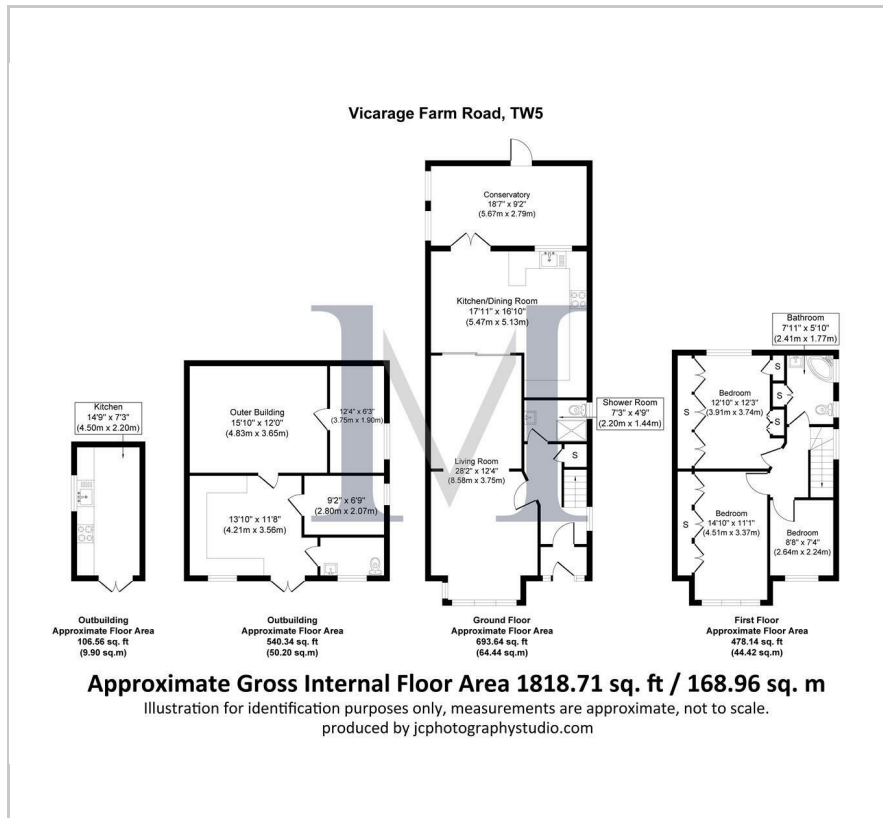 Vicarage Farm Road, TW5
Conservatory
18'7" x 9'2"
(5.67m x 2.79m)
Kitchen/Dining Room
17'11" x 16'10"
(5.47m x 5.13m)
Bathroom
7'11" x 5'10"
(2.41m x 1.77m)
Kitchen
14'9" x 7'3"
(4.50m x 2.20m)
Outer Building
15'10" x 12'0"
(4.83m x 3.65m)
12'4" x 6'3"
(3.75m x 1.90m)
Shower Room
7'3" x 4'9"
(2.20m x 1.44m)
Bedroom
12'10" x 12'3"
(3.91m x 3.74m)
S
S
S
S
Living Room
28'2" x 12'4"
(8.58m x 3.75m)
S
13'10" x 11'8"
(4.21m x 3.56m)
9'2" x 6'9"
(2.80m x 2.07m)
Bedroom
14'10" x 11'1"
(4.51m x 3.37m)
S
Bedroom
8'8" x 7'4"
(2.64m x 2.24m)
Outbuilding
Approximate Floor Area
106.56 sq. ft
(9.90 sq.m)
Outbuilding
Approximate Floor Area
540.34 sq. ft
(50.20 sq.m)
Ground Floor
Approximate Floor Area
693.64 sq. ft
(64.44 sq.m)
First Floor
Approximate Floor Area
478.14 sq. ft
(44.42 sq.m)
M
Approximate Gross Internal Floor Area 1818.71 sq. ft / 168.96 sq. m
Illustration for identification purposes only, measurements are approximate, not to scale.
produced by jcphotographystudio.com